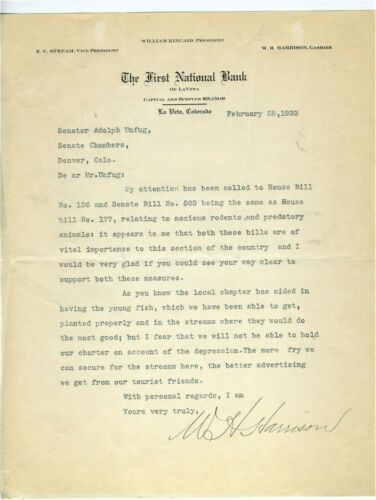 WILLIAM KINCAID, PRESIDENT
E. C. STREAM, VICE PRESIDENT
W. H. HARRISON, CASHIER
The First National Bank
OF LAVETA
CAPITAL AND SURPLUS $28,150.00
La Veta, Colorado
February 28,1933
Senator Adolph Unfug,
Senate Chambers,
Denver, Colo.
De ar Mr.Unfug:
My attention has been called to House Bill
No. 126 and Senate Bill No. 503 being the same as House
bill No. 177, relating to noxious rodents,and predatory
animals: it appears to me that both these bills are of
vital importance to this section of the country and I
would be very glad if you could see your way clear to
support both these measures.
As you know the local chapter has aided in
having the young fish, which we have been able to get,
planted properly and in the streams where they would do
the most good; but I fear that we will not be able to hold
our charter on account of the depression.The more fry we
can secure for the streams here, the better advertising
we get from our tourist friends.
With personal regards, I am
Yours very truly,
W H Harrison